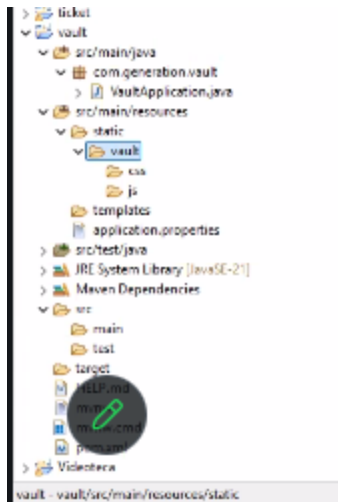 ticket
vault
src/main/java
com.generation.vault
VaultApplication.java
src/main/resources
static
vault
css
js
templates
application.properties
src/test/java
JRE System Library [JavaSE-21]
Maven Dependencies
src
main
test
target
HELP.md
pom.xml
Videoteca
vault - vault/src/main/resources/static